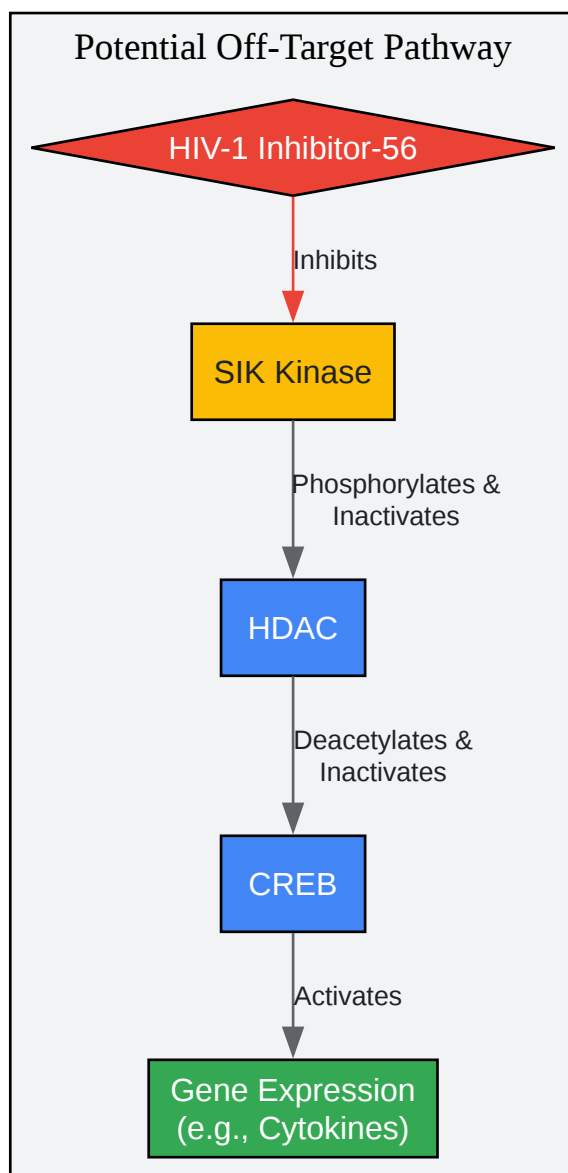 Potential Off-Target Pathway
HIV-1 Inhibitor-56
Inhibits
SIK Kinase
Phosphorylates &
Inactivates
HDAC
Deacetylates &
Inactivates
CREB
Activates
Gene Expression
(e.g., Cytokines)